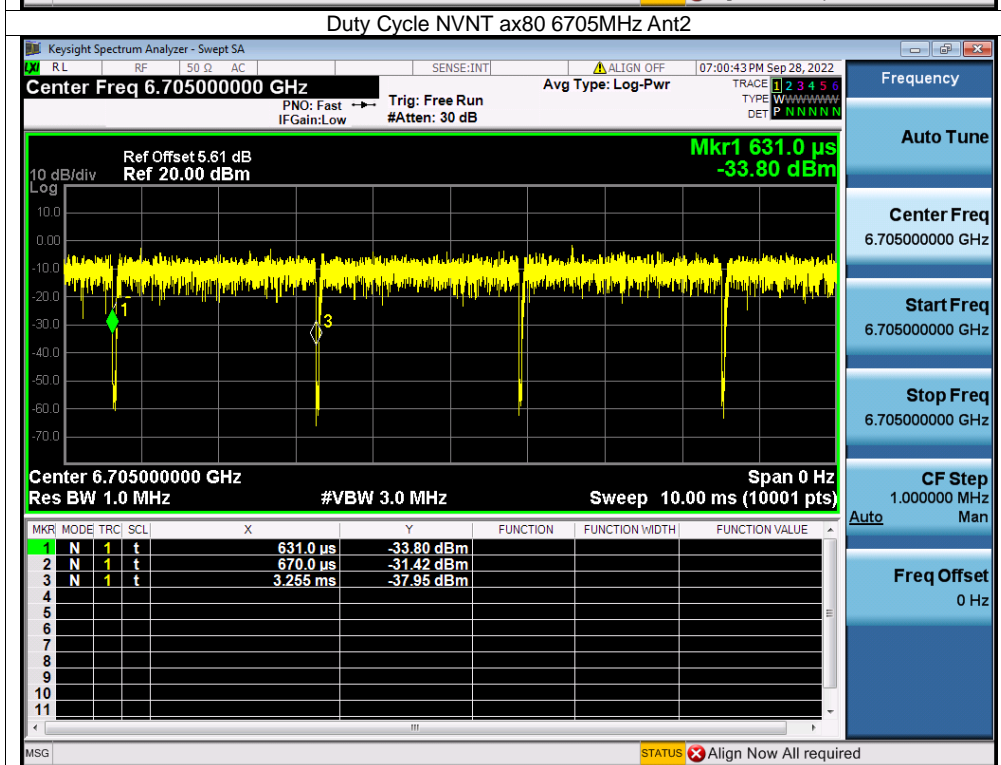 Align Now All required
Duty Cycle NVNT ax80 6705MHz Ant2
Keysight Spectrum Analyzer - Swept SA
LXI RL RF 50 Ω AC SENSE:INT ALIGN OFF 07:00:43 PM Sep 28, 2022
Center Freq 6.705000000 GHz Avg Type: Log-Pwr TRACE 1 2 3 4 5 6
PNO: Fast Trig: Free Run TYPE WWWWWW
IFGain:Low #Atten: 30 dB DET P N N N N N
Frequency
Mkr1 631.0 µs
Ref Offset 5.61 dB
-33.80 dBm
10 dB/div Ref 20.00 dBm
Log
10.0
0.00
-10.0
-20.0
-30.0
-40.0
-50.0
-60.0
-70.0
1
3
Center 6.705000000 GHz Span 0 Hz
Res BW 1.0 MHz #VBW 3.0 MHz Sweep 10.00 ms (10001 pts)
MKR MODE TRC SCL X Y FUNCTION FUNCTION WIDTH FUNCTION VALUE
1 N 1 t 631.0 µs -33.80 dBm
2 N 1 t 670.0 µs -31.42 dBm
3 N 1 t 3.255 ms -37.95 dBm
4
5
6
7
8
9
10
11
Auto Tune
Center Freq
6.705000000 GHz
Start Freq
6.705000000 GHz
Stop Freq
6.705000000 GHz
CF Step
1.000000 MHz
Auto Man
Freq Offset
0 Hz
MSG STATUS Align Now All required